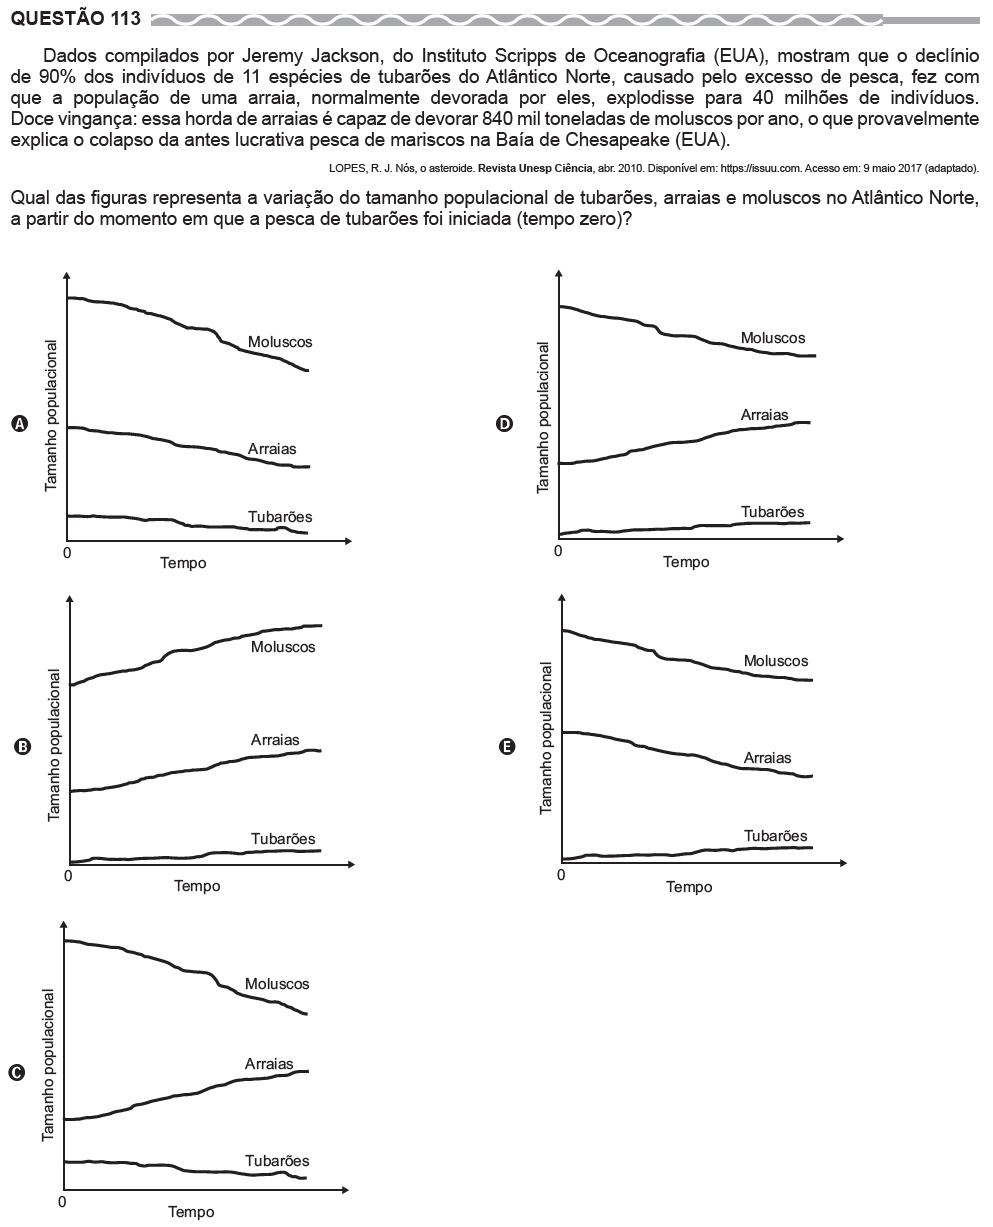 QUESTÃO 113
Dados compilados por Jeremy Jackson, do Instituto Scripps de Oceanografia (EUA), mostram que o declínio
de 90% dos indivíduos de 11 espécies de tubarões do Atlântico Norte, causado pelo excesso de pesca, fez com
que a população de uma arraia, normalmente devorada por eles, explodisse para 40 milhões de indivíduos.
Doce vingança: essa horda de arraias é capaz de devorar 840 mil toneladas de moluscos por ano, o que provavelmente
explica o colapso da antes lucrativa pesca de mariscos na Baía de Chesapeake (EUA).
LOPES, R. J. Nós, o asteroide. Revista Unesp Ciência, abr. 2010. Disponível em: https://issuu.com. Acesso em: 9 maio 2017 (adaptado).
Qual das figuras representa a variação do tamanho populacional de tubarões, arraias e moluscos no Atlântico Norte,
a partir do momento em que a pesca de tubarões foi iniciada (tempo zero)?
A
Tamanho populacional
Moluscos
Arraias
Tubarões
0
Tempo
B
Tamanho populacional
Moluscos
Arraias
Tubarões
0
Tempo
C
Tamanho populacional
Moluscos
Arraias
Tubarões
0
Tempo
D
Tamanho populacional
Moluscos
Arraias
Tubarões
0
Tempo
E
Tamanho populacional
Moluscos
Arraias
Tubarões
0
Tempo